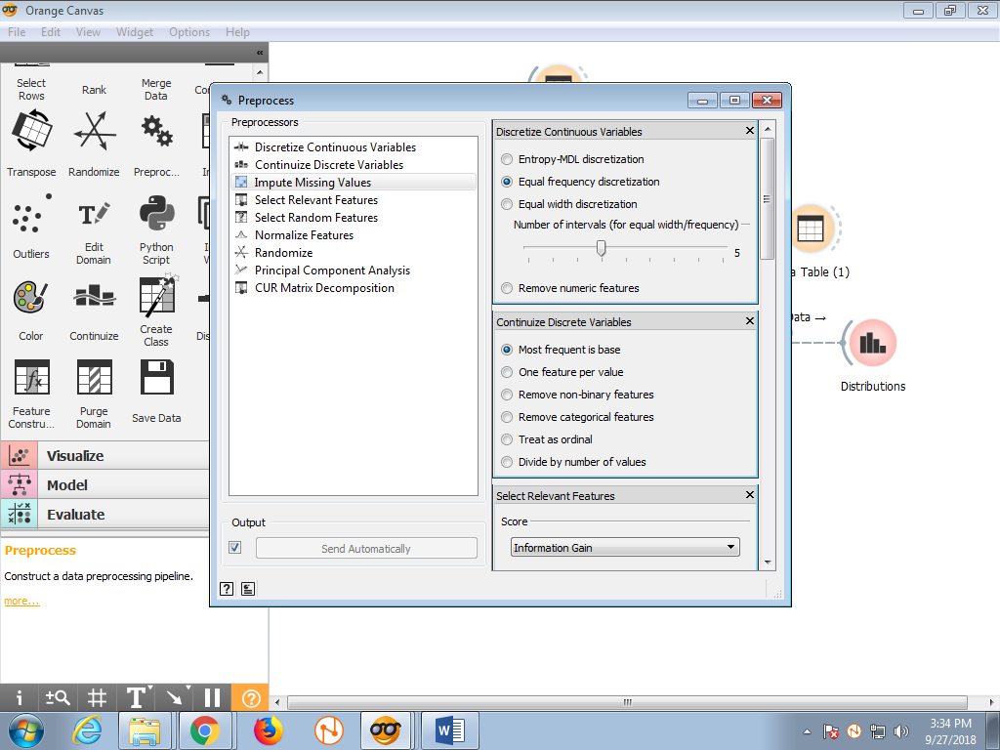 Orange Canvas
File Edit View Widget Options Help
«
Select Rows
Rank
Merge Data
Transpose
Randomize
Preproc...
Outliers
Edit Domain
Python Script
Color
Continuize
Create Class
Feature Constru...
Purge Domain
Save Data
Visualize
Model
Evaluate
Preprocess
Construct a data preprocessing pipeline.
more...
Preprocess
Preprocessors
Discretize Continuous Variables
Continuize Discrete Variables
Impute Missing Values
Select Relevant Features
Select Random Features
Normalize Features
Randomize
Principal Component Analysis
CUR Matrix Decomposition
Output
Send Automatically
Discretize Continuous Variables
Entropy-MDL discretization
Equal frequency discretization
Equal width discretization
Number of intervals (for equal width/frequency)
5
Remove numeric features
Continuize Discrete Variables
Most frequent is base
One feature per value
Remove non-binary features
Remove categorical features
Treat as ordinal
Divide by number of values
Select Relevant Features
Score
Information Gain
a Table (1)
Data →
Distributions
3:34 PM
9/27/2018